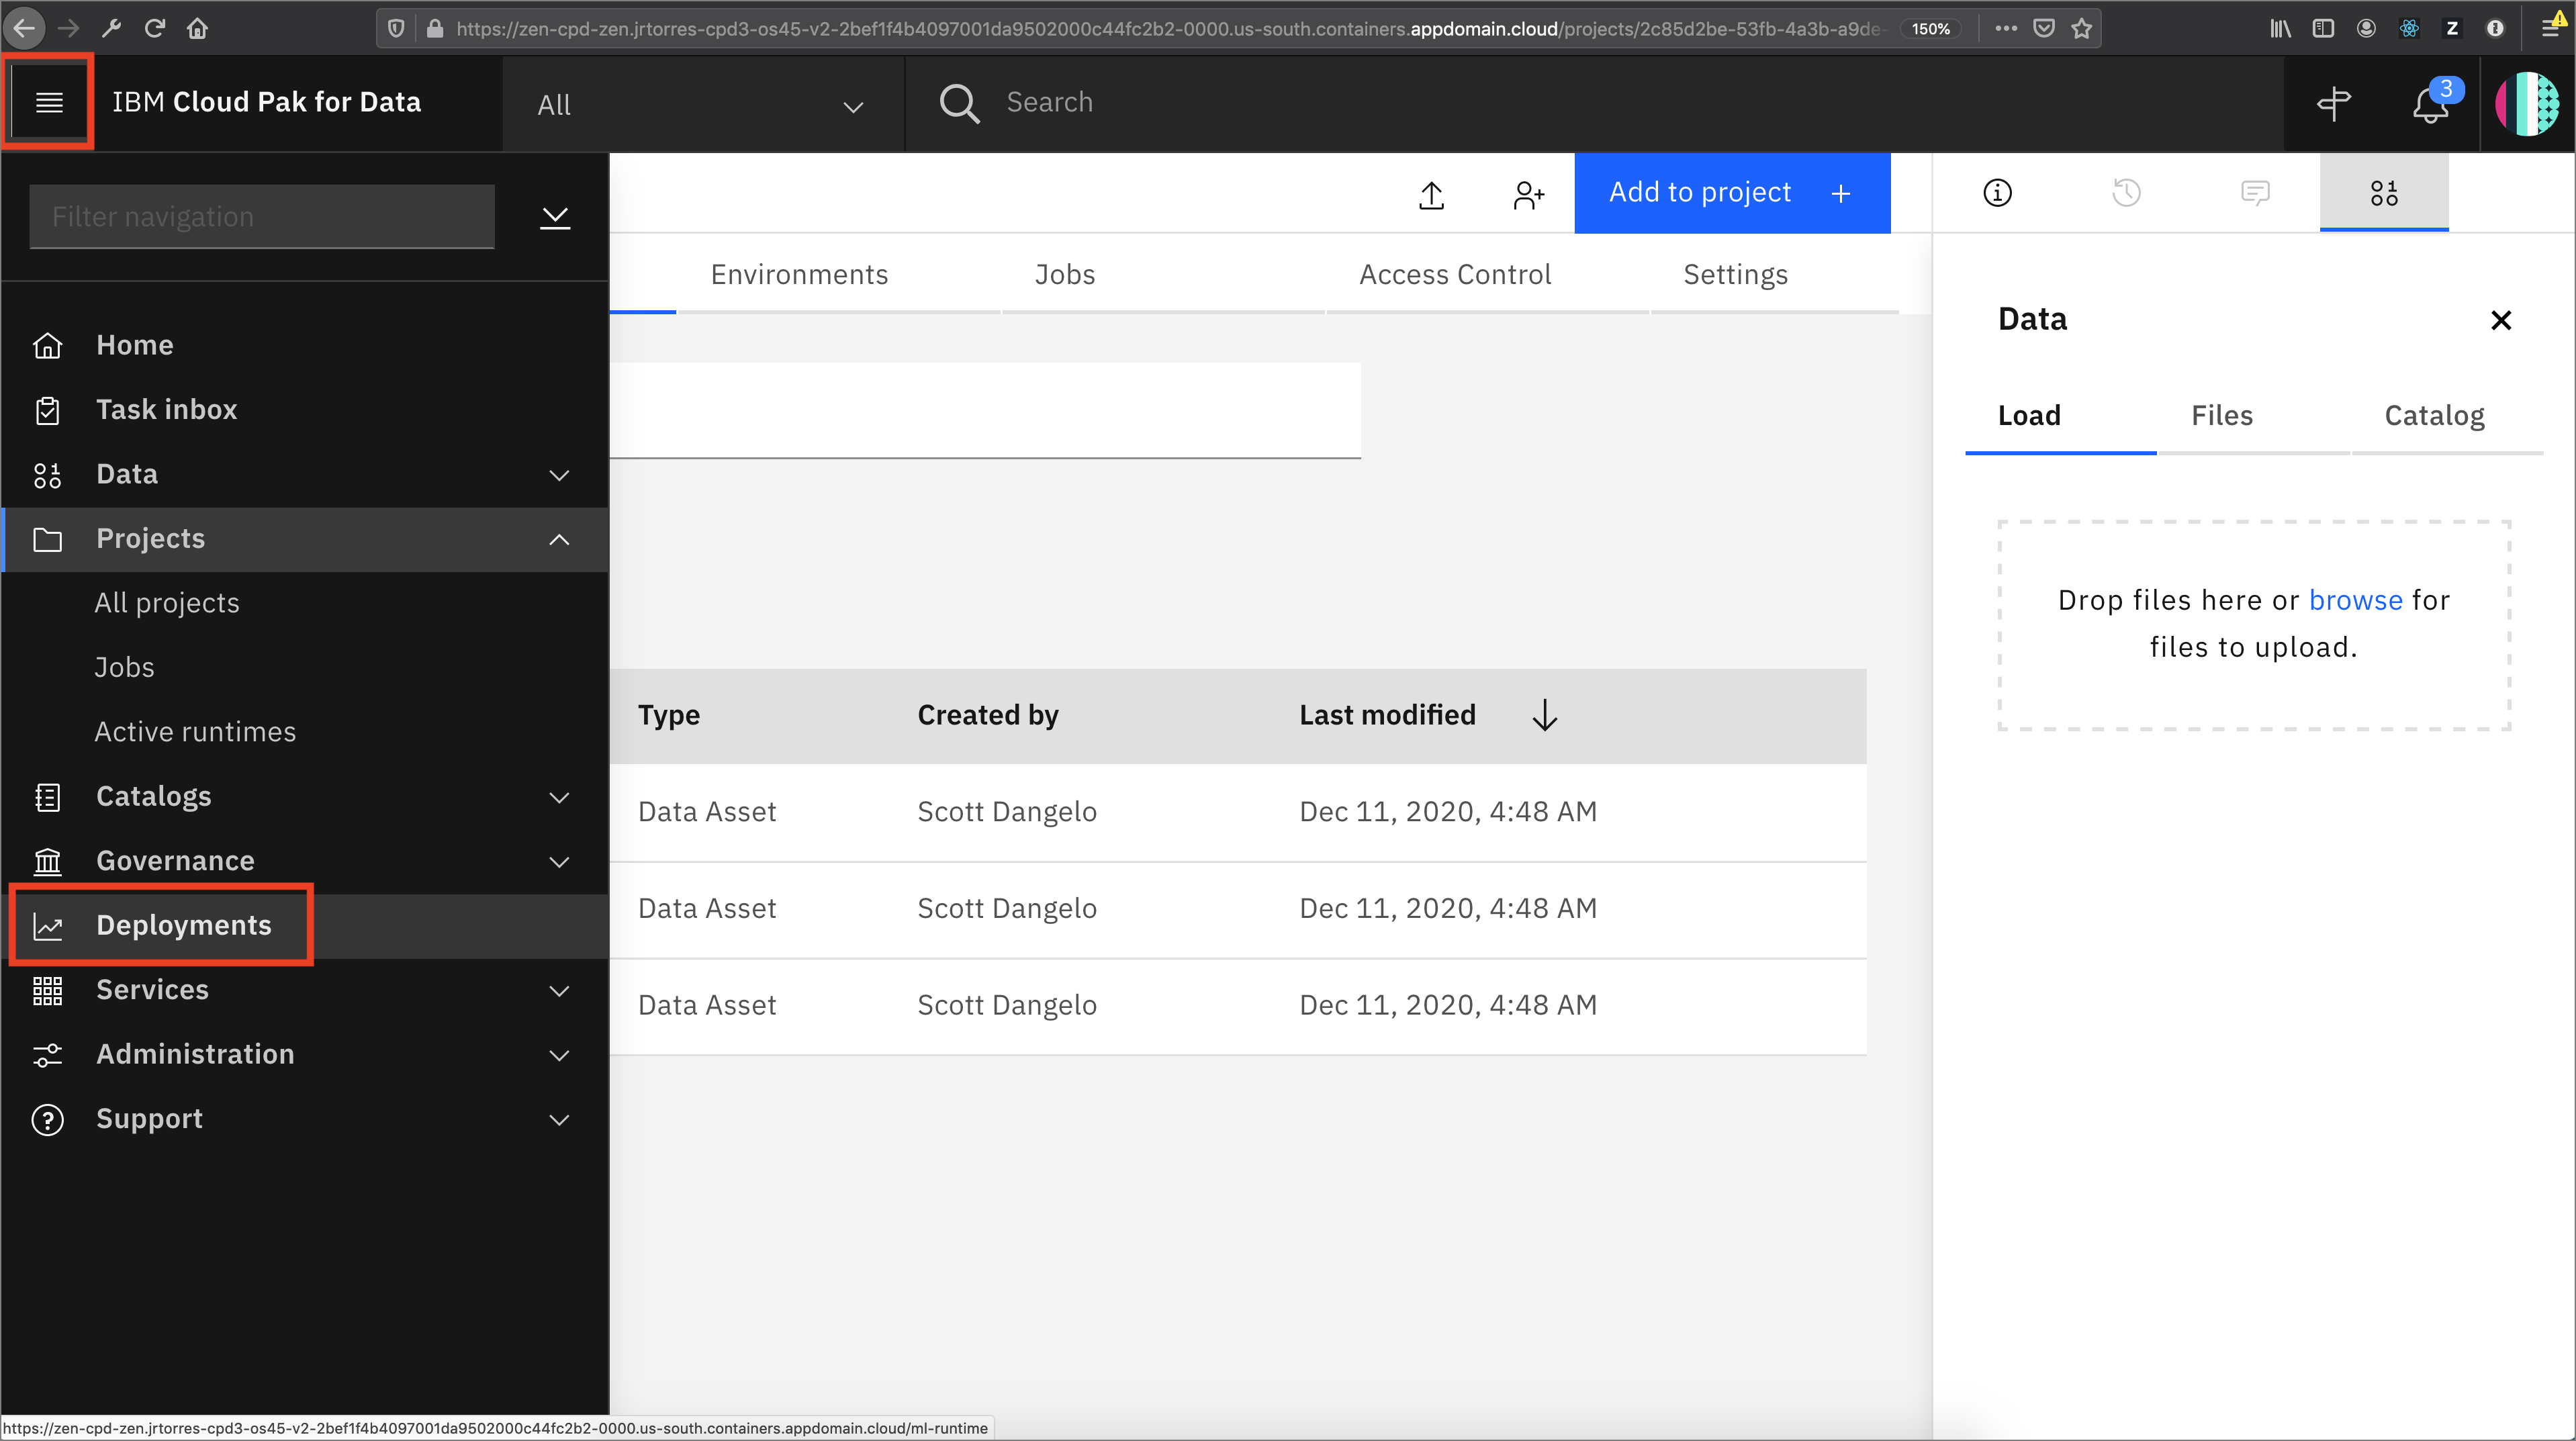 https://zen-cpd-zen.jrtorres-cpd3-os45-v2-2bef1f4b4097001da9502000c44fc2b2-0000.us-south.containers.appdomain.cloud/projects/2c85d2be-53fb-4a3b-a9de-
150%
Z
IBM Cloud Pak for Data
All
Search
3
Filter navigation
Add to project +
Environments
Jobs
Access Control
Settings
Home
Task inbox
Data
Projects
All projects
Jobs
Active runtimes
Catalogs
Governance
Deployments
Services
Administration
Support
Type Created by Last modified
Data Asset Scott Dangelo Dec 11, 2020, 4:48 AM
Data Asset Scott Dangelo Dec 11, 2020, 4:48 AM
Data Asset Scott Dangelo Dec 11, 2020, 4:48 AM
Data
Load Files Catalog
Drop files here or browse for
files to upload.
https://zen-cpd-zen.jrtorres-cpd3-os45-v2-2bef1f4b4097001da9502000c44fc2b2-0000.us-south.containers.appdomain.cloud/ml-runtime